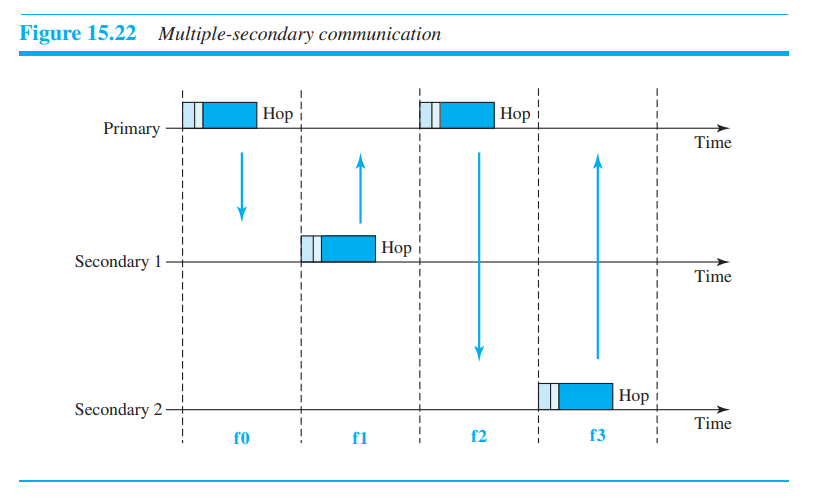 Figure 15.22 Multiple-secondary communication
Hop
Hop
Primary
Time
Hop
Secondary 1
Time
Hop
Secondary 2
Time
f0
f1
f2
f3